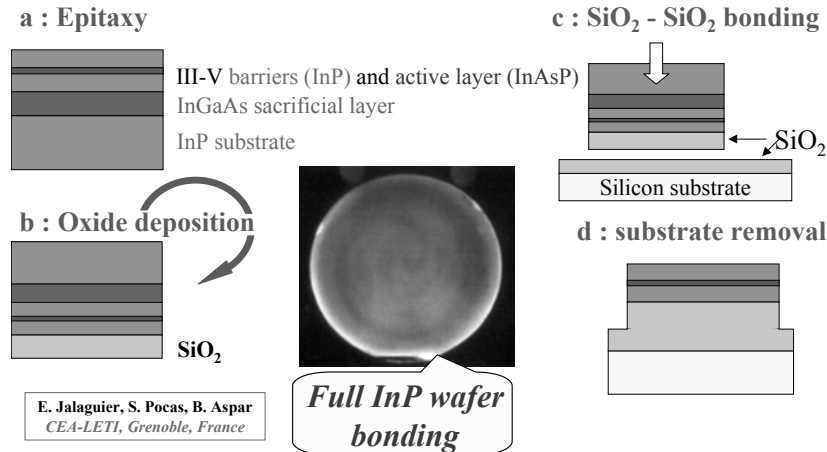 a : Epitaxy
III-V barriers (InP) and active layer (InAsP)
InGaAs sacrificial layer
InP substrate
b : Oxide deposition
SiO₂
c : SiO₂ - SiO₂ bonding
SiO₂
Silicon substrate
d : substrate removal
Full InP wafer
bonding
E. Jalaguier, S. Pocas, B. Aspar
CEA-LETI, Grenoble, France